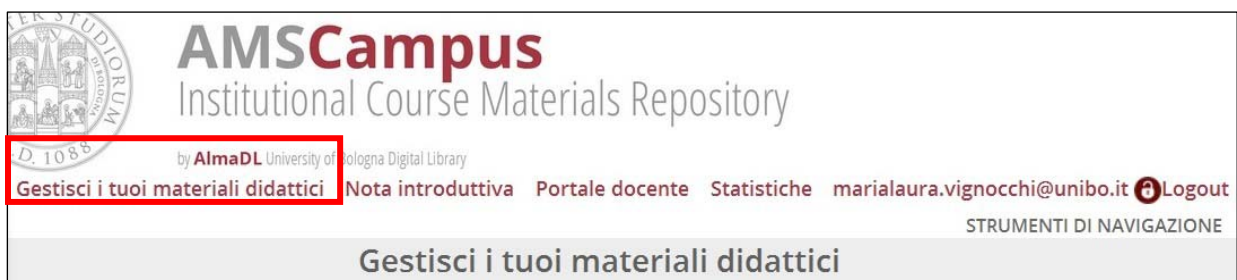 AMSCampus
Institutional Course Materials Repository
A.D. 1088
by AlmaDL University of Bologna Digital Library
Gestisci i tuoi materiali didattici Nota introduttiva Portale docente Statistiche marialaura.vignocchi@unibo.it Logout
STRUMENTI DI NAVIGAZIONE
Gestisci i tuoi materiali didattici